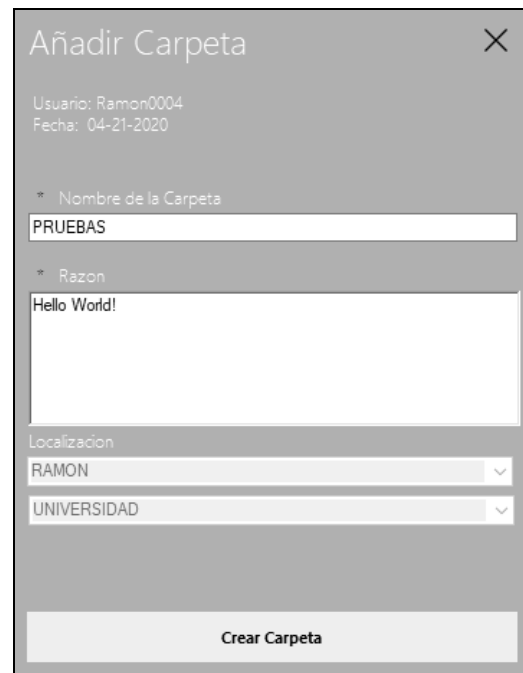 Añadir Carpeta
Usuario: Ramon0004
Fecha: 04-21-2020
* Nombre de la Carpeta
PRUEBAS
* Razon
Hello World!
Localizacion
RAMON
UNIVERSIDAD
Crear Carpeta